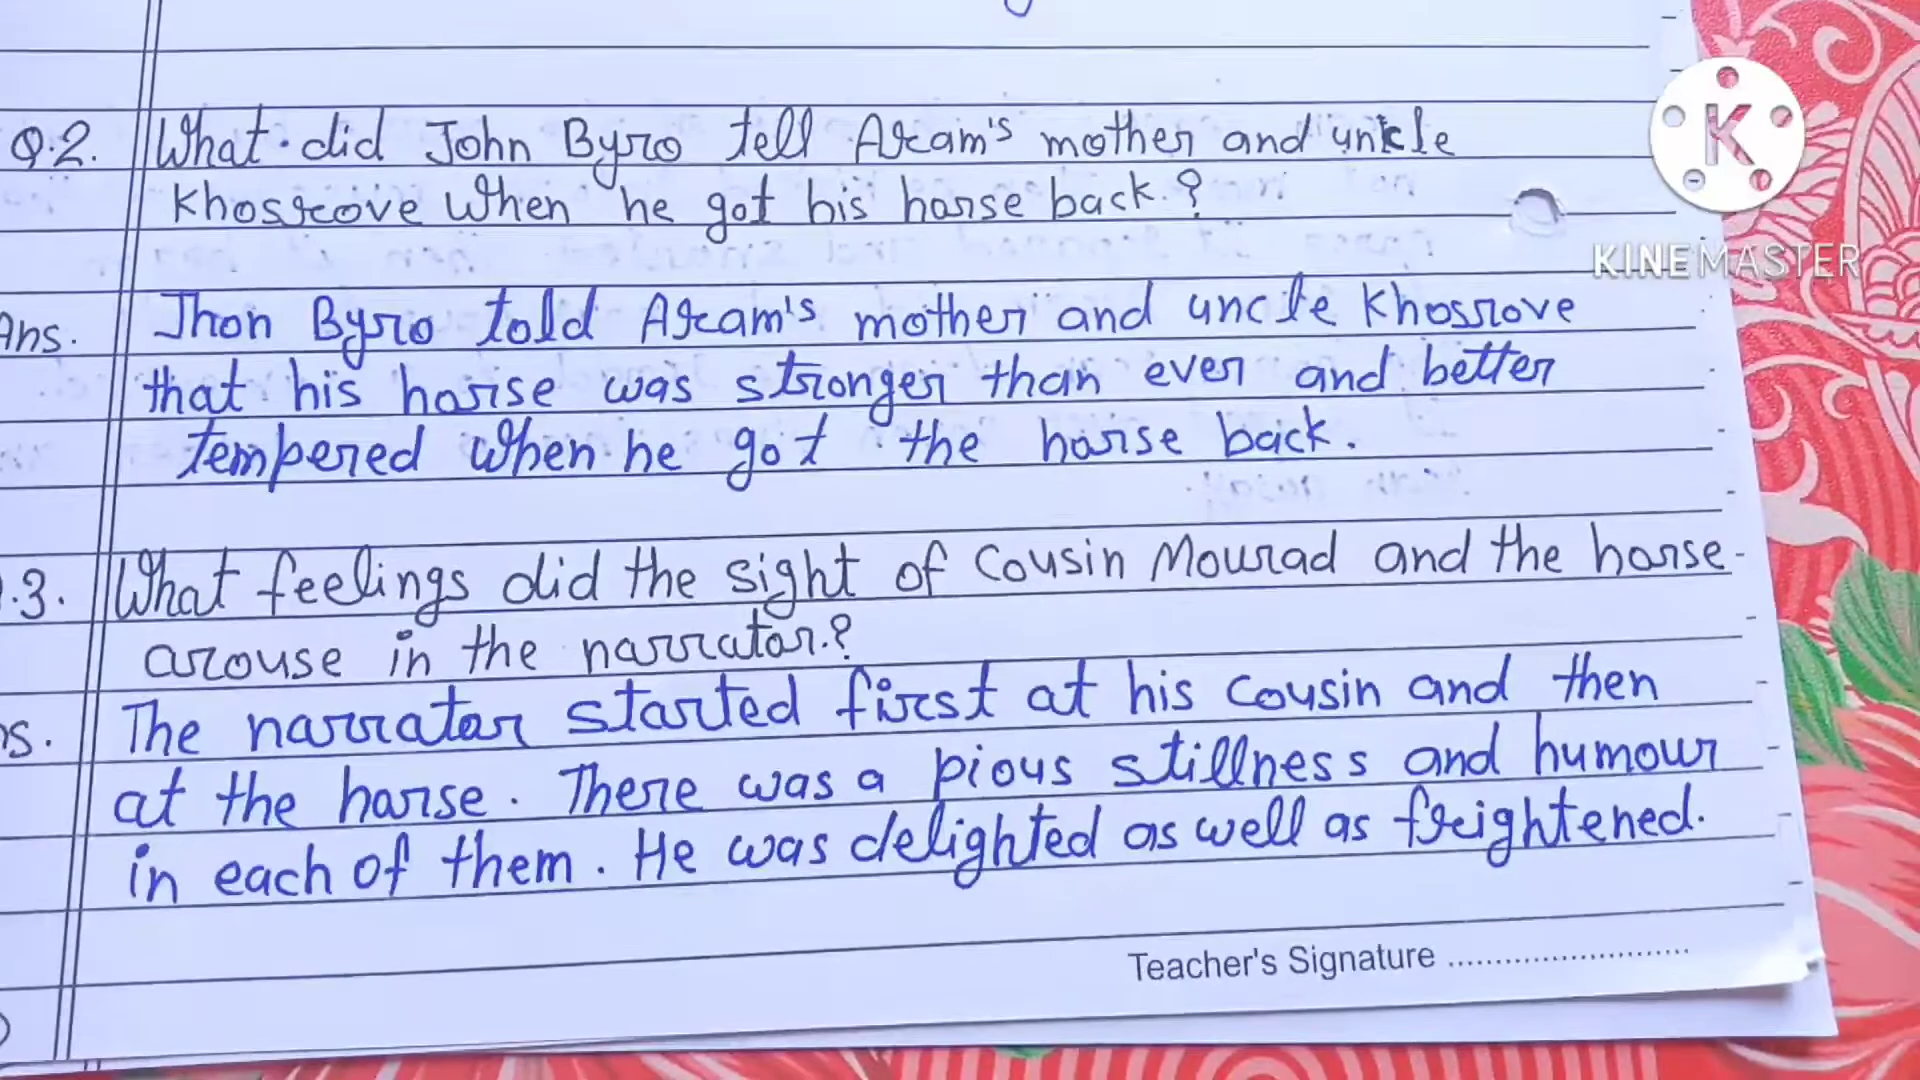 Q.2. What did John Byro tell Aram's mother and unkle
Khosrove when he got his horse back.?
KINEMASTER
Ans. Jhon Byro told Aram's mother and uncle Khosrove
that his horse was stronger than ever and better
tempered when he got the horse back.
.3. What feelings did the sight of cousin Mourad and the horse
arouse in the narrator.?
s. The narrator started first at his cousin and then
at the horse. There was a pious stillness and humour
in each of them. He was delighted as well as frightened.
Teacher's Signature ..........................